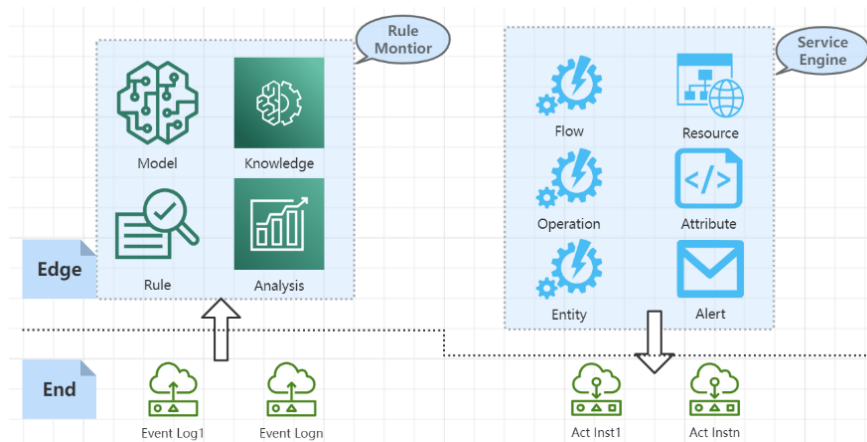 Rule
Montior
Service
Engine
Model
Knowledge
Flow
Resource
Rule
Analysis
Operation
Attribute
Edge
Entity
Alert
End
Event Log1
Event Logn
Act Inst1
Act Instn